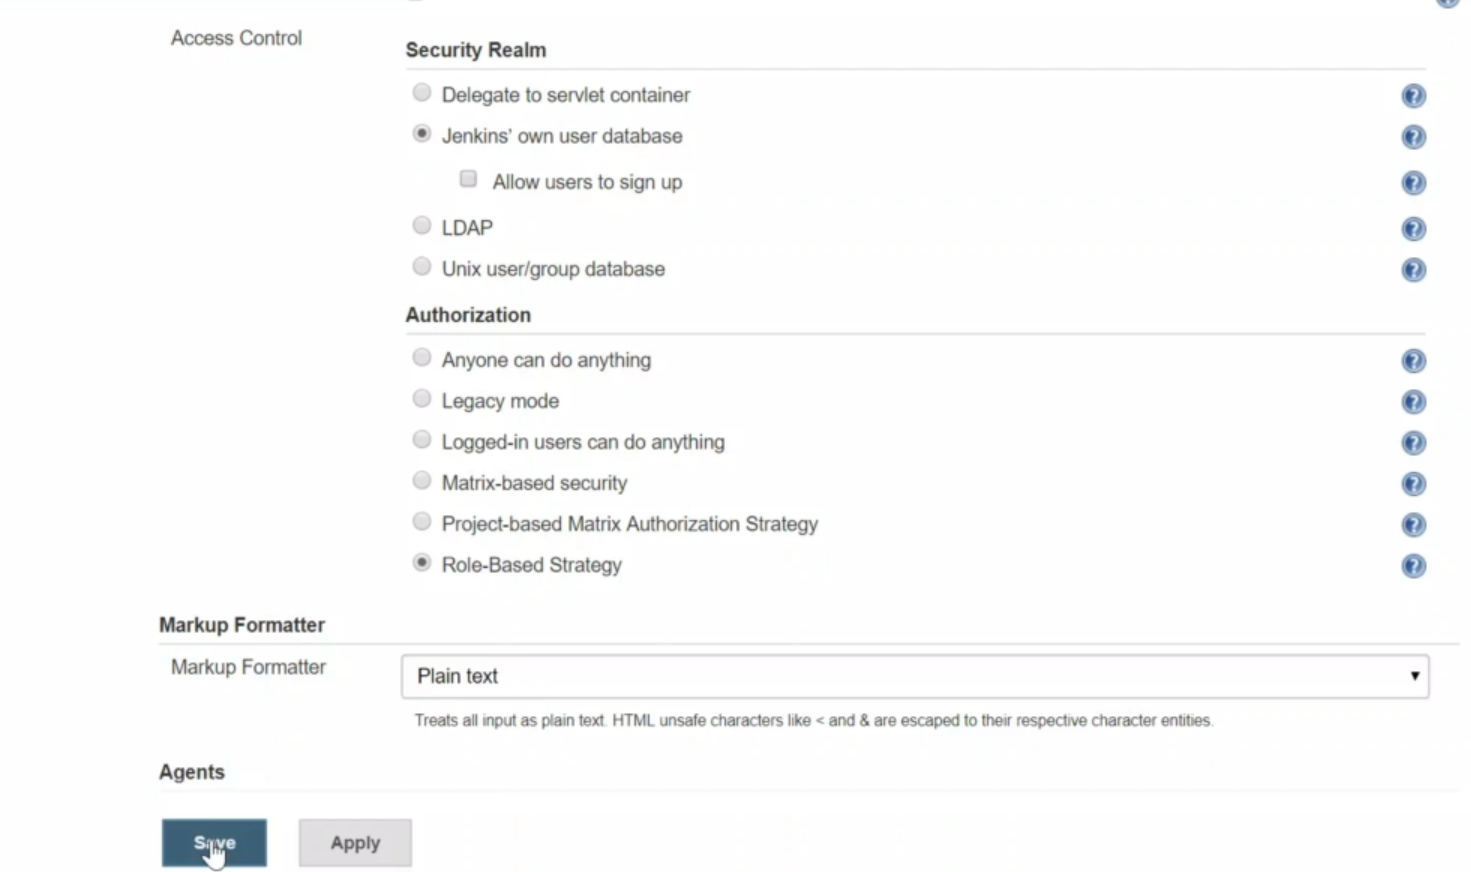 Access Control
Security Realm
Delegate to servlet container
Jenkins' own user database
Allow users to sign up
LDAP
Unix user/group database
Authorization
Anyone can do anything
Legacy mode
Logged-in users can do anything
Matrix-based security
Project-based Matrix Authorization Strategy
Role-Based Strategy
Markup Formatter
Markup Formatter
Plain text
Treats all input as plain text. HTML unsafe characters like < and & are escaped to their respective character entities.
Agents
Save
Apply